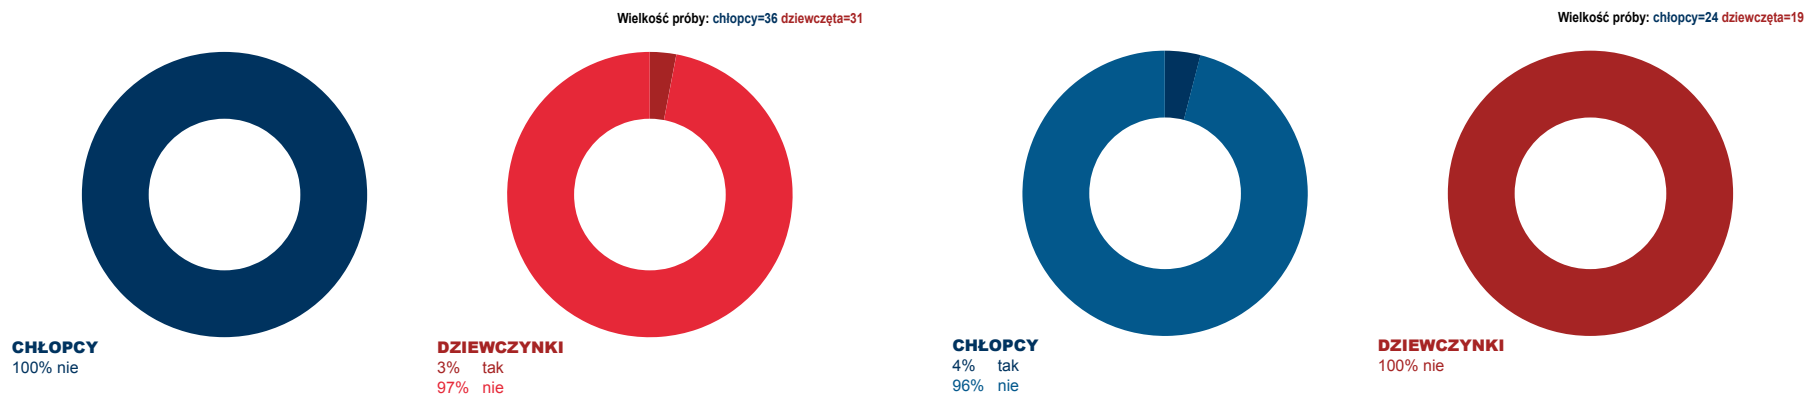 Wielkość próby: chłopcy=36 dziewczęta=31
CHŁOPCY
100% nie
DZIEWCZYNKI
3% tak
97% nie
Wielkość próby: chłopcy=24 dziewczęta=19
CHŁOPCY
4% tak
96% nie
DZIEWCZYNKI
100% nie